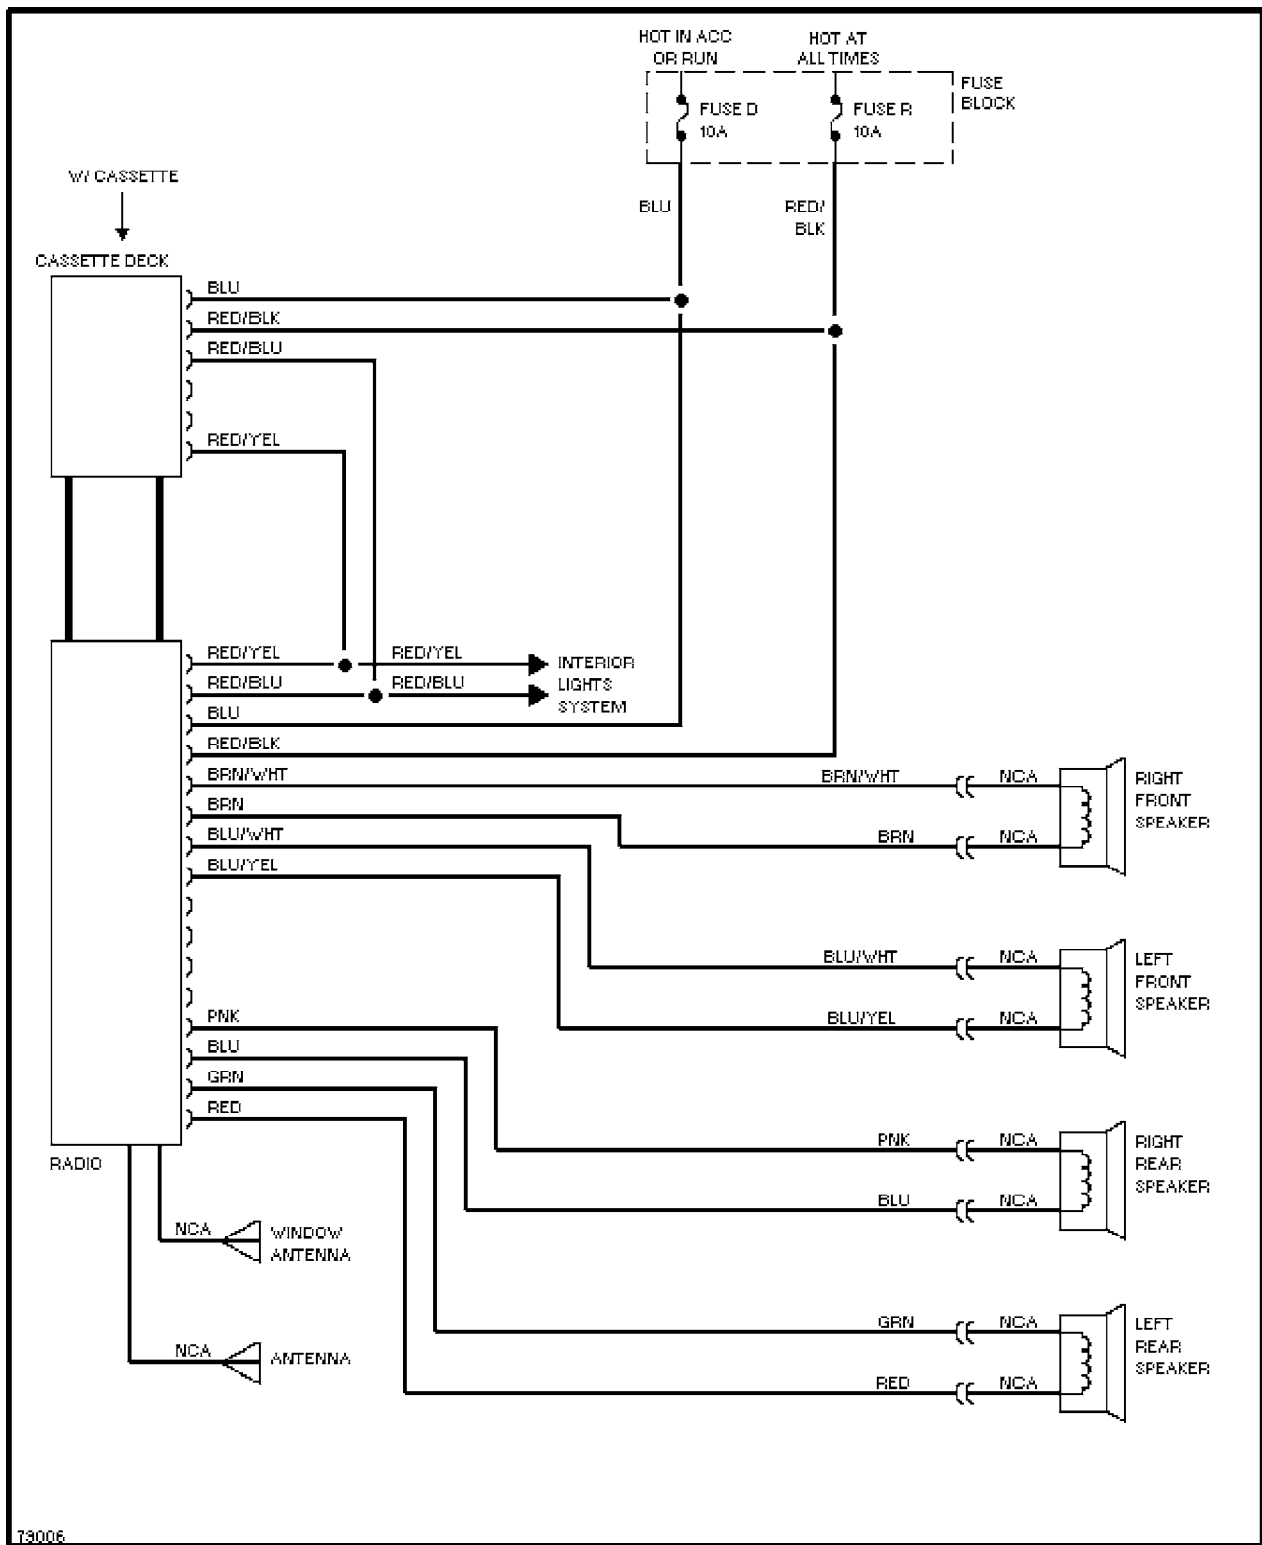 HOT IN ACC
OR RUN
HOT AT
ALL TIMES
FUSE
BLOCK
FUSE D
10A
FUSE R
10A
W/ CASSETTE
BLU
RED/
BLK
CASSETTE DECK
BLU
RED/BLK
RED/BLU
RED/YEL
RED/YEL
RED/YEL
INTERIOR
LIGHTS
SYSTEM
RED/BLU
RED/BLU
BLU
RED/BLK
BRN/WHT
BRN/WHT
NCA
RIGHT
FRONT
SPEAKER
BRN
BRN
NCA
BLU/WHT
BLU/YEL
BLU/WHT
NCA
LEFT
FRONT
SPEAKER
BLU/YEL
NCA
PNK
BLU
GRN
RED
PNK
NCA
RIGHT
REAR
SPEAKER
BLU
NCA
RADIO
NCA
WINDOW
ANTENNA
GRN
NCA
LEFT
REAR
SPEAKER
NCA
ANTENNA
RED
NCA
79006